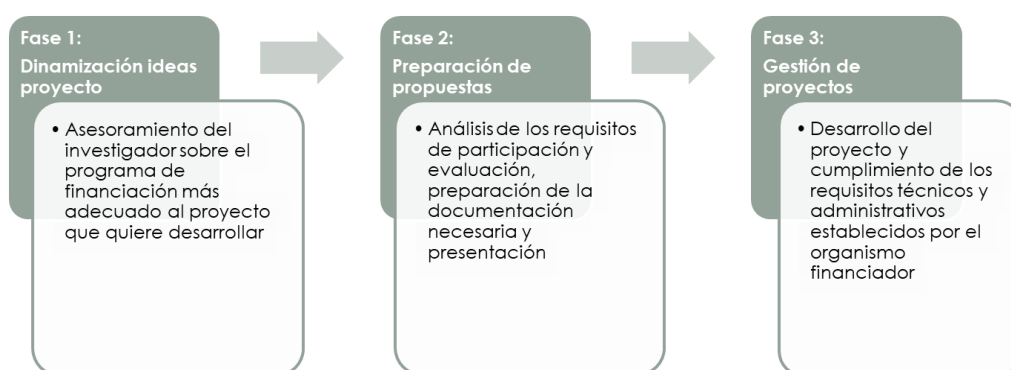 Fase 1:
Dinamización ideas
proyecto
• Asesoramiento del
investigador sobre el
programa de
financiación más
adecuado al proyecto
que quiere desarrollar
Fase 2:
Preparación de
propuestas
• Análisis de los requisitos
de participación y
evaluación,
preparación de la
documentación
necesaria y
presentación
Fase 3:
Gestión de
proyectos
• Desarrollo del
proyecto y
cumplimiento de los
requisitos técnicos y
administrativos
establecidos por el
organismo
financiador